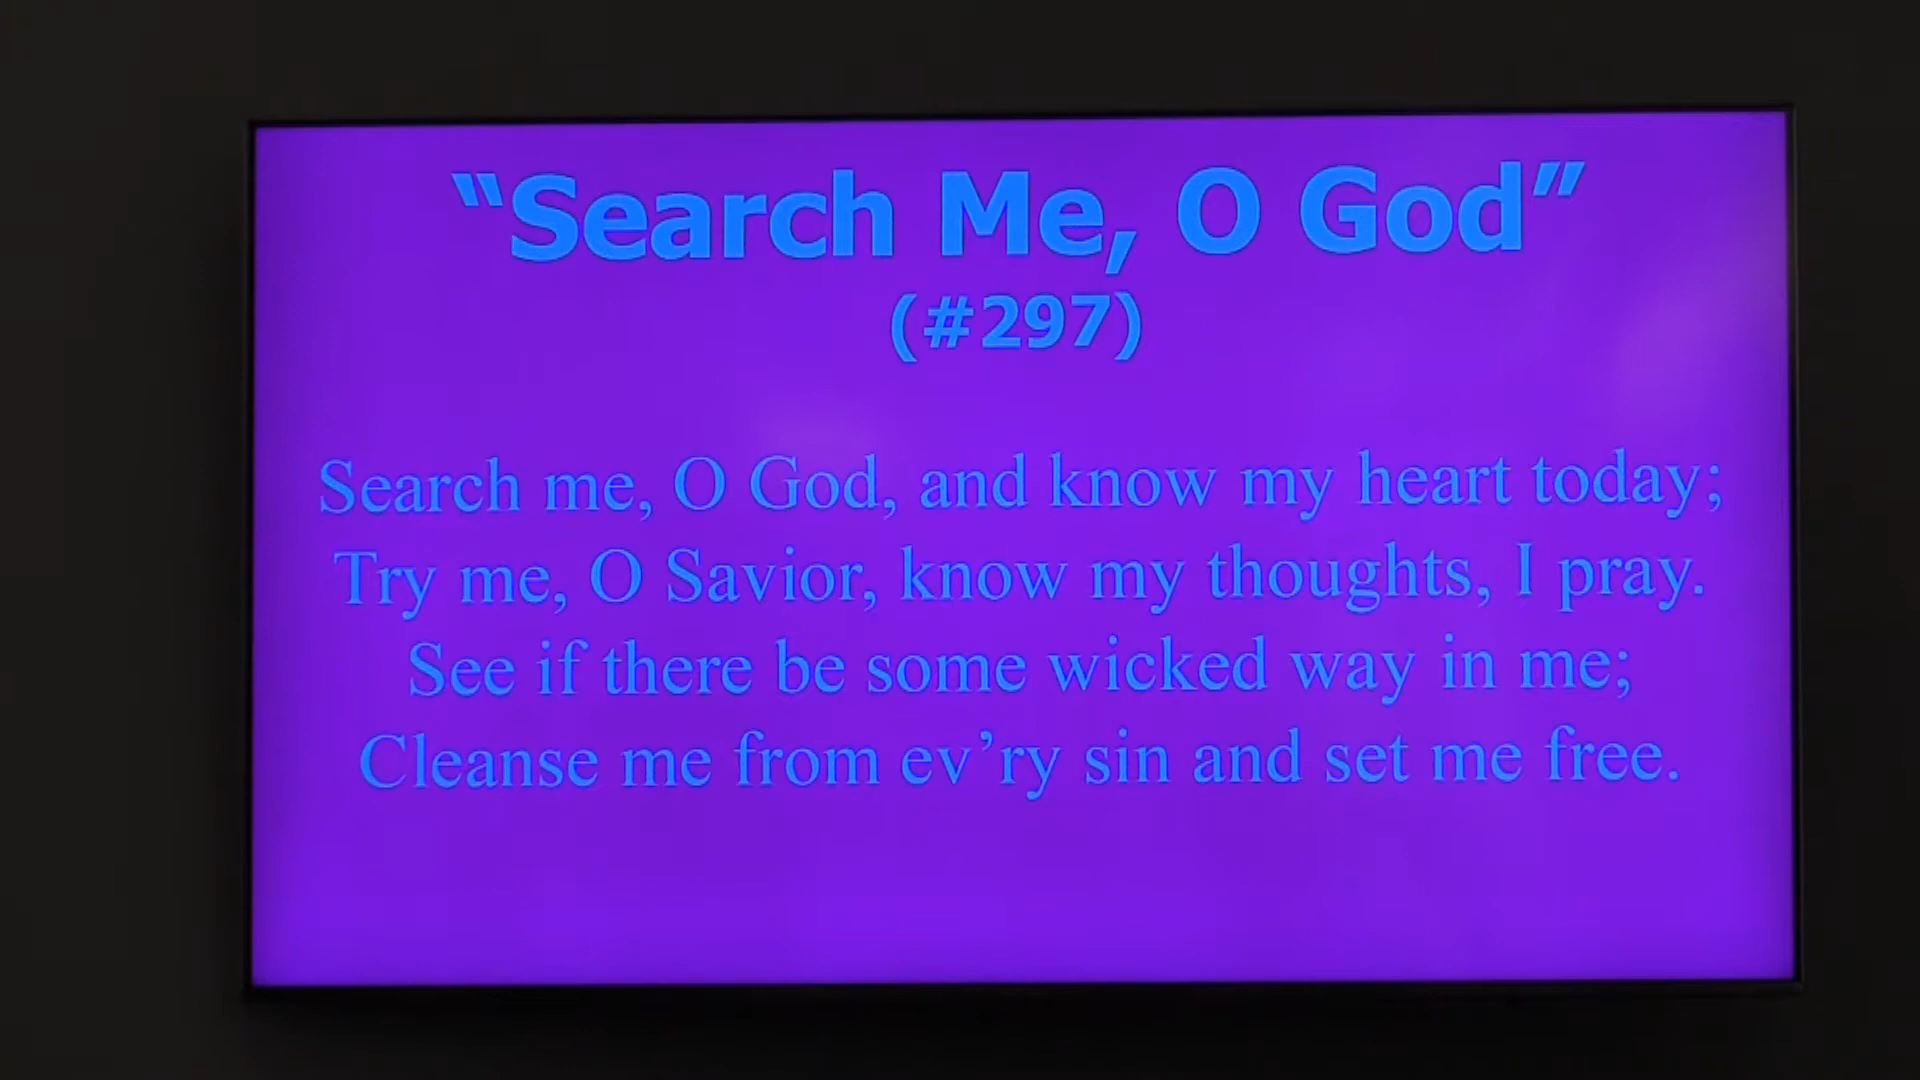 “Search Me, O God”
(#297)
Search me, O God, and know my heart today;
Try me, O Savior, know my thoughts, I pray.
See if there be some wicked way in me;
Cleanse me from ev’ry sin and set me free.